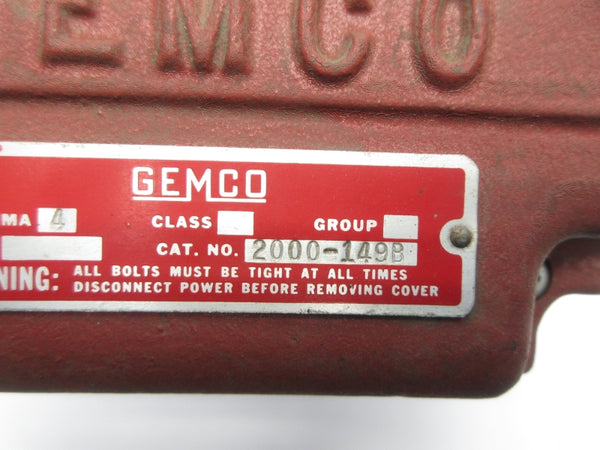 EMCO
GEMCO
MA 4 CLASS GROUP
CAT. NO. 2000-149B
NING: ALL BOLTS MUST BE TIGHT AT ALL TIMES
DISCONNECT POWER BEFORE REMOVING COVER